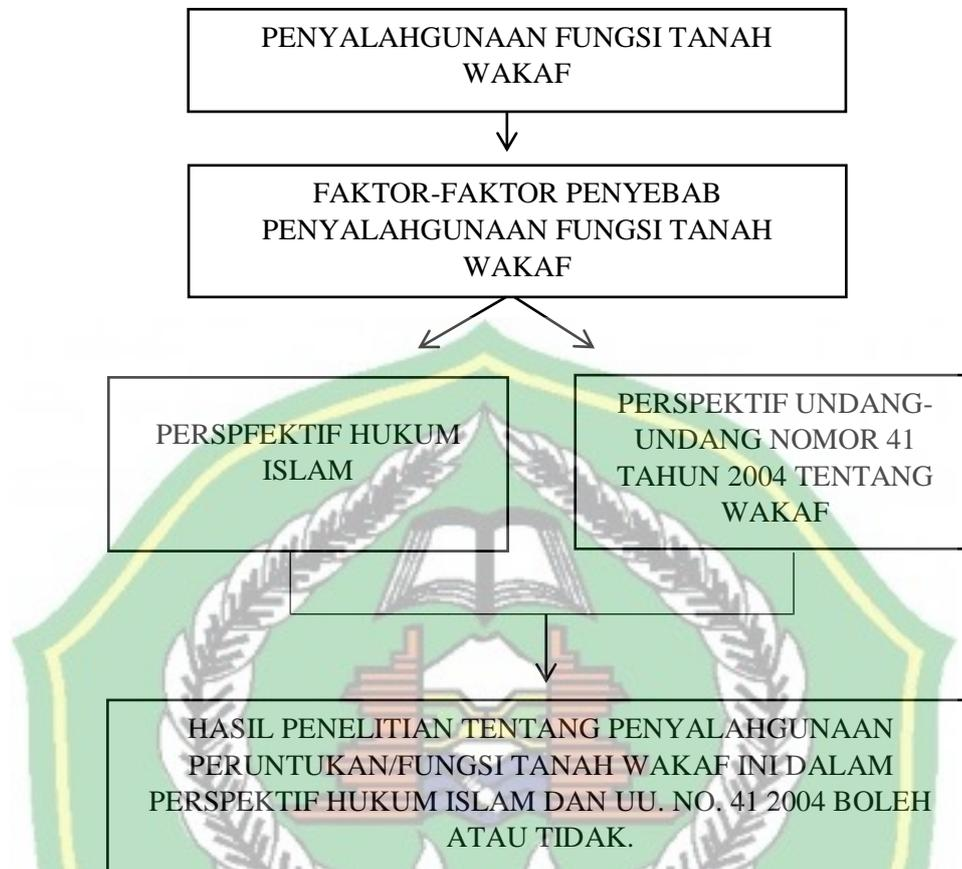 PENYALAHGUNAAN FUNGSI TANAH
WAKAF
FAKTOR-FAKTOR PENYEBAB
PENYALAHGUNAAN FUNGSI TANAH
WAKAF
PERSPFEKTIF HUKUM
ISLAM
PERSPEKTIF UNDANG-
UNDANG NOMOR 41
TAHUN 2004 TENTANG
WAKAF
HASIL PENELITIAN TENTANG PENYALAHGUNAAN
PERUNTUKAN/FUNGSI TANAH WAKAF INI DALAM
PERSPEKTIF HUKUM ISLAM DAN UU. NO. 41 2004 BOLEH
ATAU TIDAK.